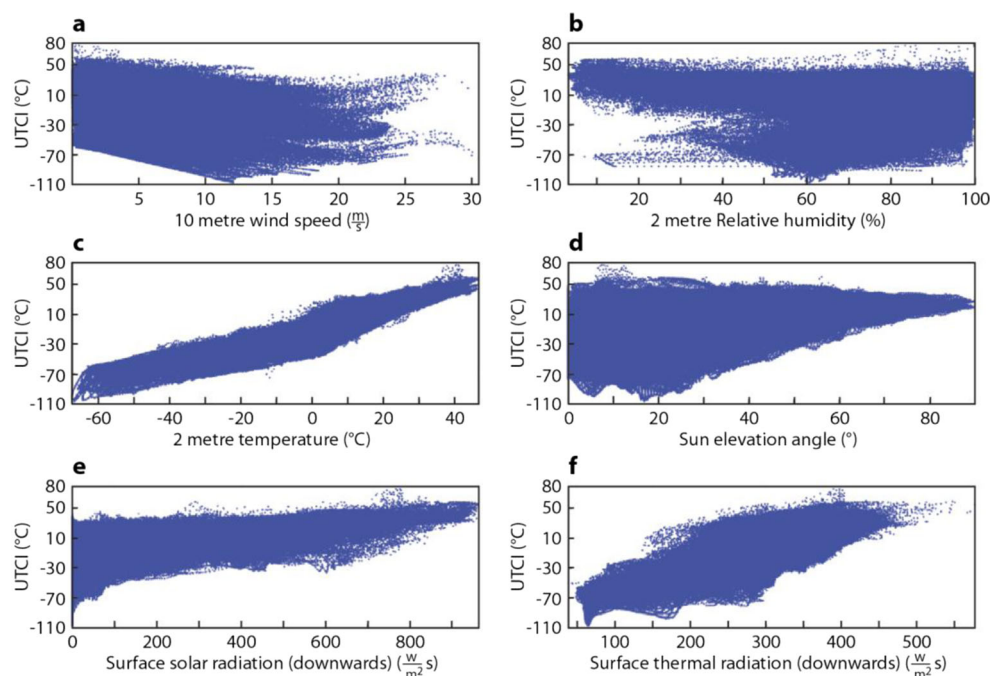 a
80
50
10
-30
-70
-110
UTCI (°C)
5 10 15 20 25 30
10 metre wind speed (m/s)
b
80
50
10
-30
-70
-110
UTCI (°C)
20 40 60 80 100
2 metre Relative humidity (%)
c
80
50
10
-30
-70
-110
UTCI (°C)
-60 -40 -20 0 20 40
2 metre temperature (°C)
d
80
50
10
-30
-70
-110
UTCI (°C)
0 20 40 60 80
Sun elevation angle (°)
e
80
50
10
-30
-70
-110
UTCI (°C)
0 200 400 600 800
Surface solar radiation (downwards) (w/m² s)
f
80
50
10
-30
-70
-110
UTCI (°C)
100 200 300 400 500
Surface thermal radiation (downwards) (w/m² s)